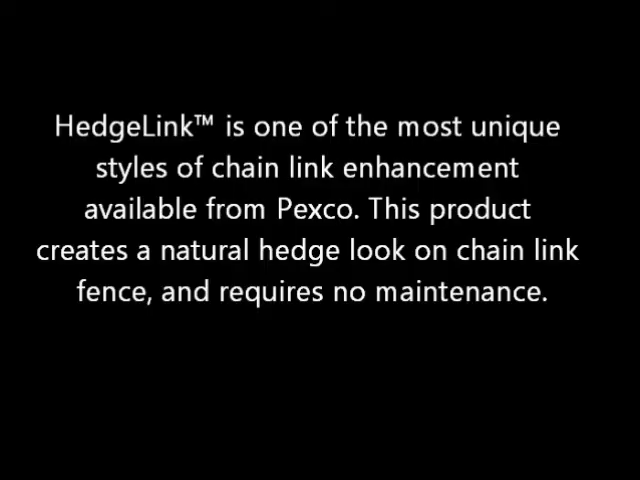 HedgeLink™ is one of the most unique
styles of chain link enhancement
available from Pexco. This product
creates a natural hedge look on chain link
fence, and requires no maintenance.